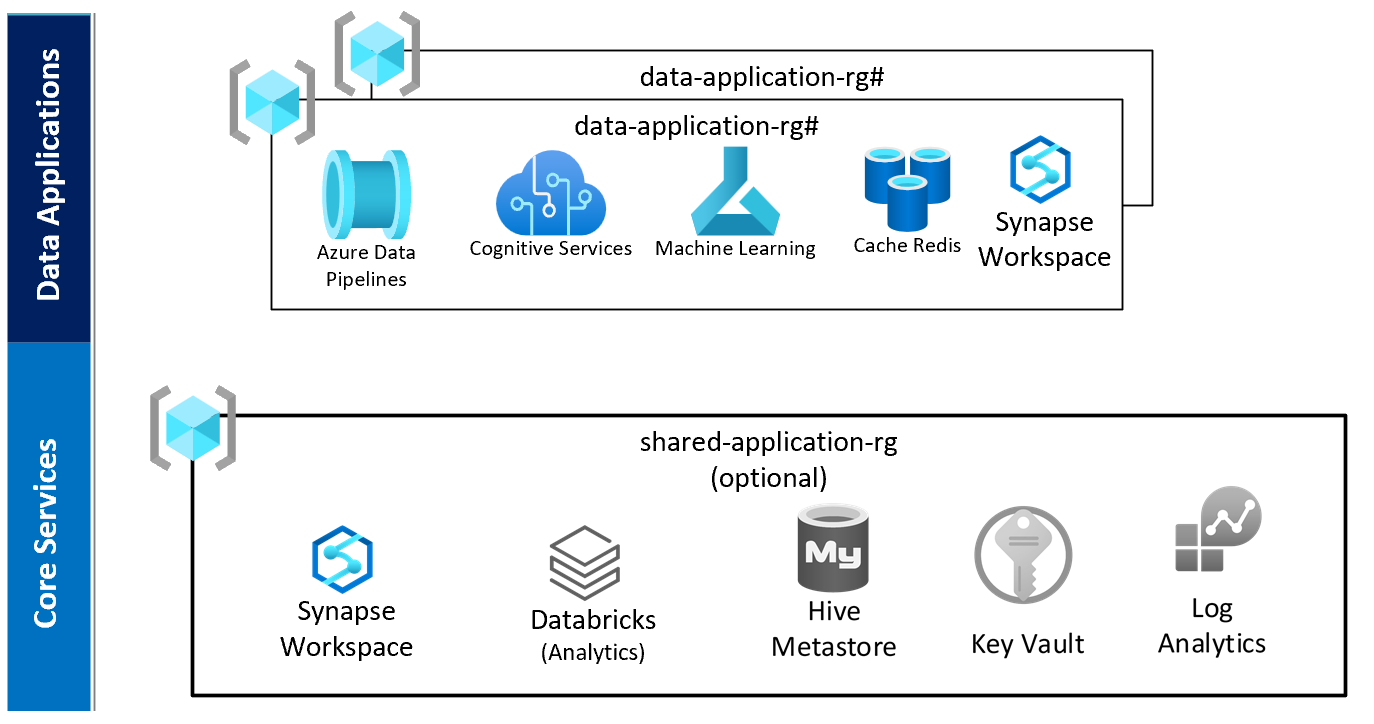 Data Applications
data-application-rg#
data-application-rg#
Azure Data
Pipelines
Cognitive Services
Machine Learning
Cache Redis
Synapse
Workspace
Core Services
shared-application-rg
(optional)
Synapse
Workspace
Databricks
(Analytics)
My
Hive
Metastore
Key Vault
Log
Analytics